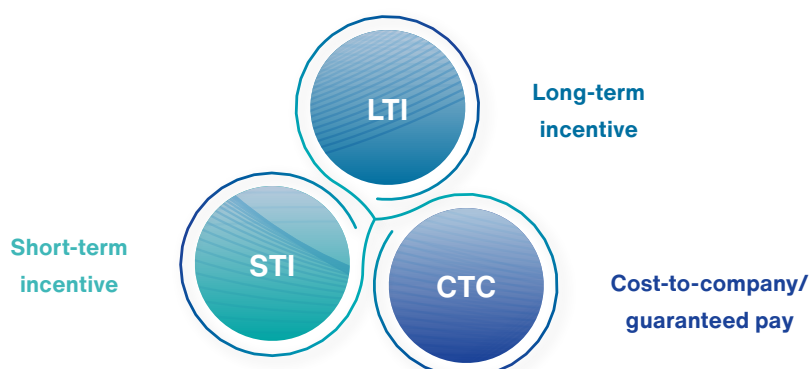 LTI
Long-term
incentive
STI
Short-term
incentive
CTC
Cost-to-company/
guaranteed pay